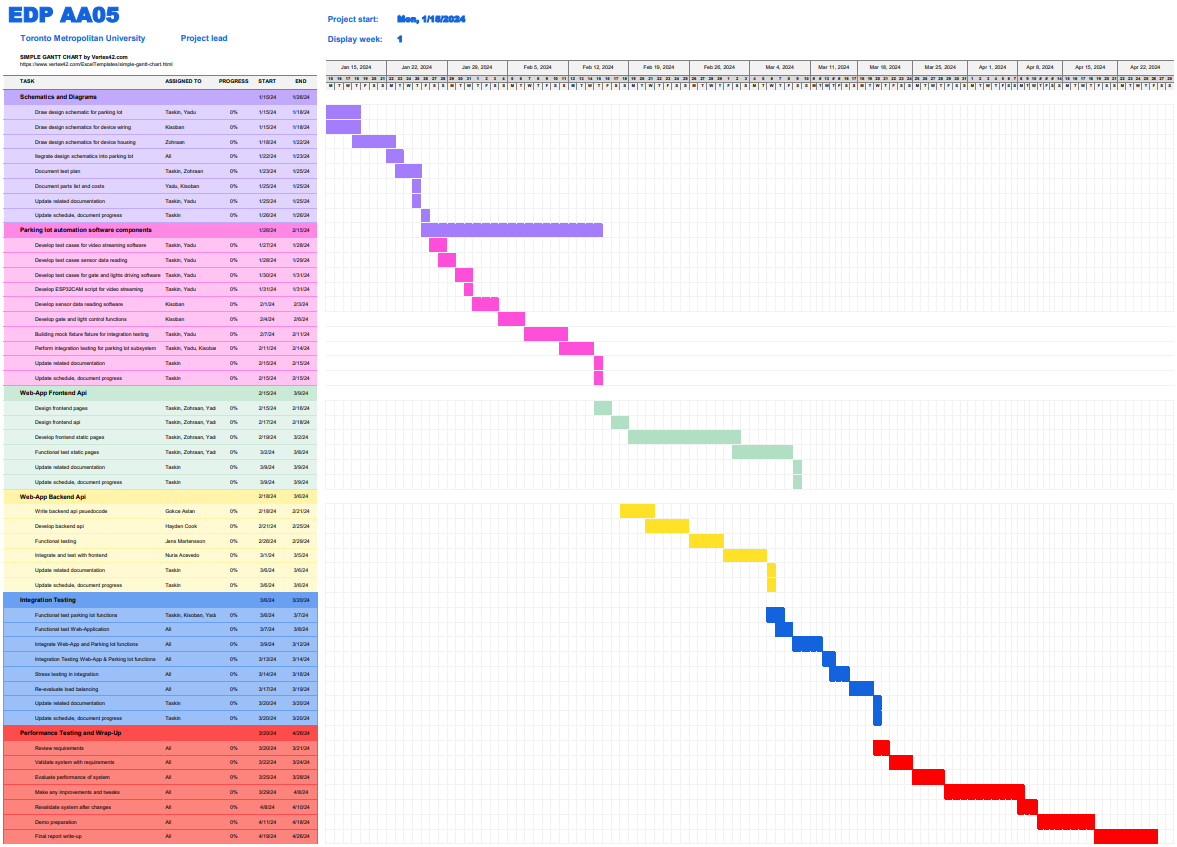 EDP AA05
Project start: Mon, 1/15/2024
Toronto Metropolitan University Project lead
Display week: 1
SIMPLE GANTT CHART by Vertex42.com
https://www.vertex42.com/ExcelTemplates/simple-gantt-chart.html
Jan 15, 2024 Jan 22, 2024 Jan 29, 2024 Feb 5, 2024 Feb 12, 2024 Feb 19, 2024 Feb 26, 2024 Mar 4, 2024 Mar 11, 2024 Mar 18, 2024 Mar 25, 2024 Apr 1, 2024 Apr 8, 2024 Apr 15, 2024 Apr 22, 2024
TASK ASSIGNED TO PROGRESS START END
Schematics and Diagrams 1/15/24 1/26/24
Draw design schematic for parking lot Taskin, Yadu 0% 1/15/24 1/18/24
Draw design schematics for device wiring Kisoban 0% 1/15/24 1/18/24
Draw design schematics for device housing Zohraan 0% 1/18/24 1/22/24
Itegrate design schematics into parking lot All 0% 1/22/24 1/23/24
Document test plan Taskin, Zohraan 0% 1/23/24 1/25/24
Document parts list and costs Yadu, Kisoban 0% 1/25/24 1/25/24
Update related documentation Taskin, Yadu 0% 1/25/24 1/25/24
Update schedule, document progress Taskin 0% 1/26/24 1/26/24
Parking lot automation software components 1/26/24 2/15/24
Develop test cases for video streaming software Taskin, Yadu 0% 1/27/24 1/28/24
Develop test cases sensor data reading Taskin, Yadu 0% 1/28/24 1/29/24
Develop test cases for gate and lights driving software Taskin, Yadu 0% 1/30/24 1/31/24
Develop ESP32CAM script for video streaming Taskin, Yadu 0% 1/31/24 1/31/24
Develop sensor data reading software Kisoban 0% 2/1/24 2/3/24
Develop gate and light control functions Kisoban 0% 2/4/24 2/6/24
Building mock fixture fixture for integration testing Taskin, Yadu 0% 2/7/24 2/11/24
Perform integration testing for parking lot subsystem Taskin, Yadu, Kisoba 0% 2/11/24 2/14/24
Update related documentation Taskin 0% 2/15/24 2/15/24
Update schedule, document progress Taskin 0% 2/15/24 2/15/24
Web-App Frontend Api 2/15/24 3/9/24
Design frontend pages Taskin, Zohraan, Yad 0% 2/15/24 2/16/24
Design frontend api Taskin, Zohraan, Yad 0% 2/17/24 2/18/24
Develop frontend static pages Taskin, Zohraan, Yad 0% 2/19/24 3/2/24
Functional test static pages Taskin, Zohraan, Yad 0% 3/2/24 3/8/24
Update related documentation Taskin 0% 3/9/24 3/9/24
Update schedule, document progress Taskin 0% 3/9/24 3/9/24
Web-App Backend Api 2/18/24 3/6/24
Write backend api psuedocode Gokce Aslan 0% 2/18/24 2/21/24
Develop backend api Hayden Cook 0% 2/21/24 2/25/24
Functional testing Jens Martensson 0% 2/26/24 2/29/24
Integrate and test with frontend Nuria Acevedo 0% 3/1/24 3/5/24
Update related documentation Taskin 0% 3/6/24 3/6/24
Update schedule, document progress Taskin 0% 3/6/24 3/6/24
Integration Testing 3/6/24 3/20/24
Functional test parking lot functions Taskin, Kisoban, Yad 0% 3/6/24 3/7/24
Functional test Web-Application All 0% 3/7/24 3/8/24
Integrate Web-App and Parking lot functions All 0% 3/9/24 3/12/24
Integration Testing Web-App & Parking lot functions All 0% 3/13/24 3/14/24
Stress testing in integration All 0% 3/14/24 3/16/24
Re-evaluate load balancing All 0% 3/17/24 3/19/24
Update related documentation Taskin 0% 3/20/24 3/20/24
Update schedule, document progress Taskin 0% 3/20/24 3/20/24
Performance Testing and Wrap-Up 3/20/24 4/26/24
Review requirements All 0% 3/20/24 3/21/24
Validate system with requirements All 0% 3/22/24 3/24/24
Evaluate performance of system All 0% 3/25/24 3/28/24
Make any improvments and tweaks All 0% 3/29/24 4/8/24
Revalidate system after changes All 0% 4/8/24 4/10/24
Demo preperation All 0% 4/11/24 4/18/24
Final report write-up All 0% 4/19/24 4/26/24